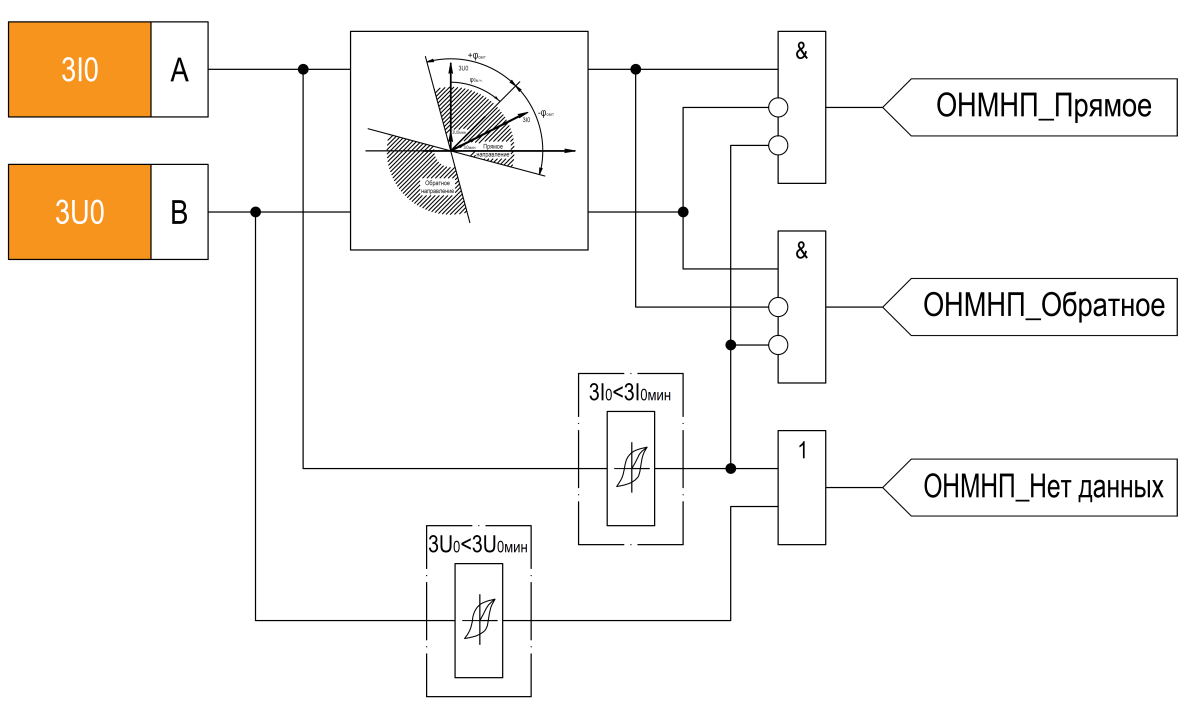 3I0
A
3U0
B
+φ
3U0
φ
-φ
3I0
Прямое
направление
Обратное
направление
&
ОНМНП_Прямое
&
ОНМНП_Обратное
3I0<3I0мин
1
ОНМНП_Нет данных
3U0<3U0мин